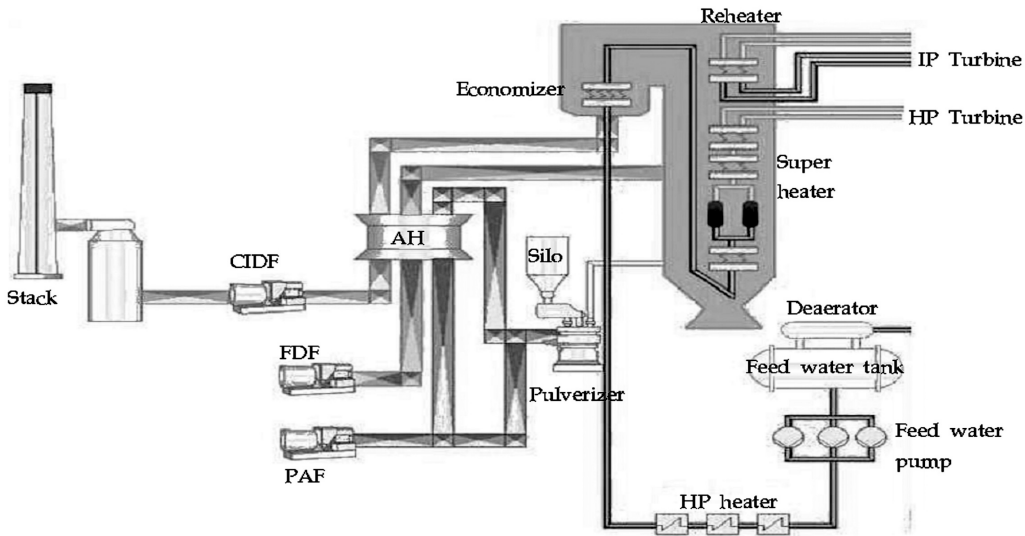 Reheater
IP Turbine
Economizer
HP Turbine
Super
heater
AH
Silo
CIDF
Stack
Deaerator
FDF
Feed water tank
Pulverizer
Feed water
pump
PAF
HP heater